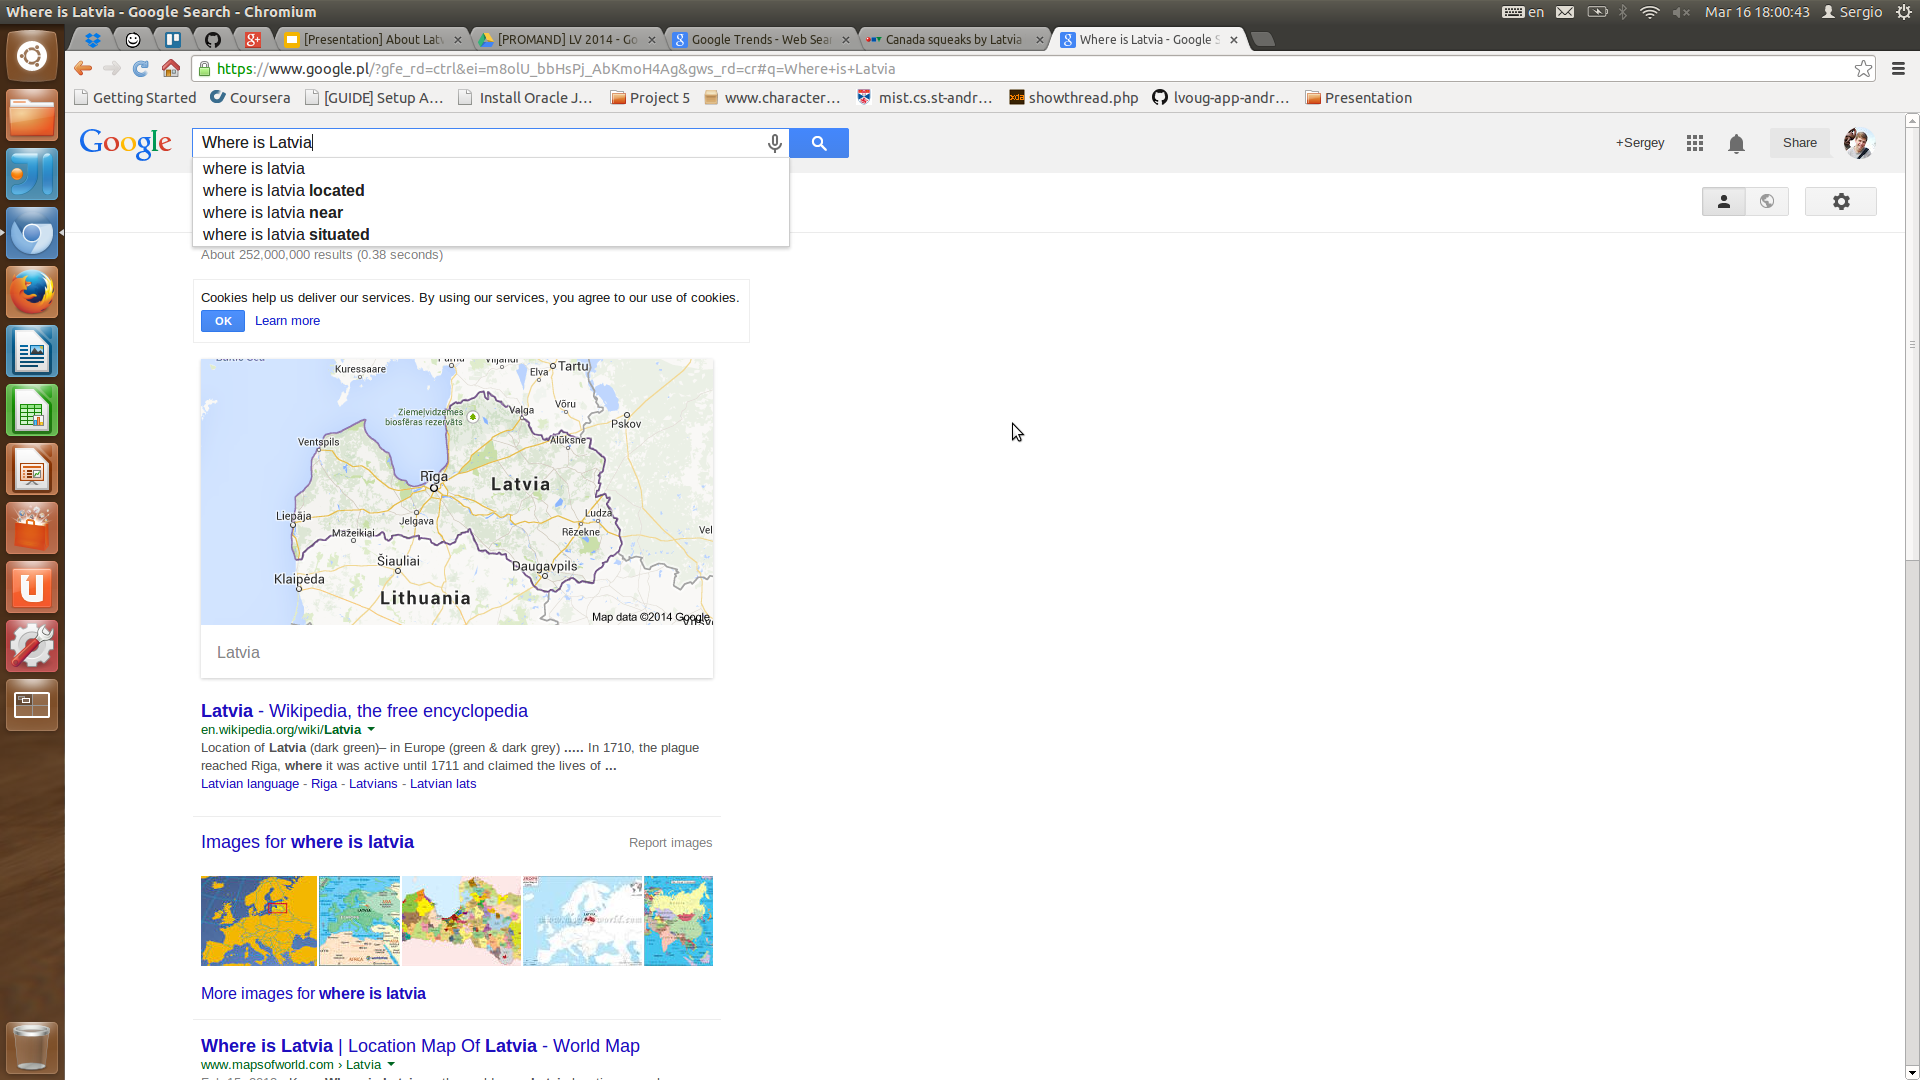 Where is Latvia - Google Search - Chromium
en
Mar 16 18:00:43
Sergio
[Presentation] About Lat
[PROMAND] LV 2014 - Go
Google Trends - Web Sea
Canada squeaks by Latvia
Where is Latvia - Google S
https://www.google.pl/?gfe_rd=ctrl&ei=m8olU_bbHsPj_AbKmoH4Ag&gws_rd=cr#q=Where+is+Latvia
Getting Started
Coursera
[GUIDE] Setup A...
Install Oracle J...
Project 5
www.character...
mist.cs.st-andr...
showthread.php
lvoug-app-andr...
Presentation
Google
Where is Latvia
+Sergey
Share
where is latvia
where is latvia located
where is latvia near
where is latvia situated
About 252,000,000 results (0.38 seconds)
Cookies help us deliver our services. By using our services, you agree to our use of cookies.
OK
Learn more
Kuressaare
Viljandi
Elva
Tartu
Ziemeļvidzemes
biosfēras rezervāts
Valga
Võru
Pskov
Ventspils
Alūksne
Rīga
Latvia
Liepāja
Jelgava
Ludza
Mažeikiai
Rēzekne
Vel
Šiauliai
Daugavpils
Klaipėda
Lithuania
Map data ©2014 Google
Latvia
Latvia - Wikipedia, the free encyclopedia
en.wikipedia.org/wiki/Latvia
Location of Latvia (dark green)– in Europe (green & dark grey) ..... In 1710, the plague
reached Riga, where it was active until 1711 and claimed the lives of ...
Latvian language - Riga - Latvians - Latvian lats
Images for where is latvia
Report images
More images for where is latvia
Where is Latvia | Location Map Of Latvia - World Map
www.mapsofworld.com › Latvia